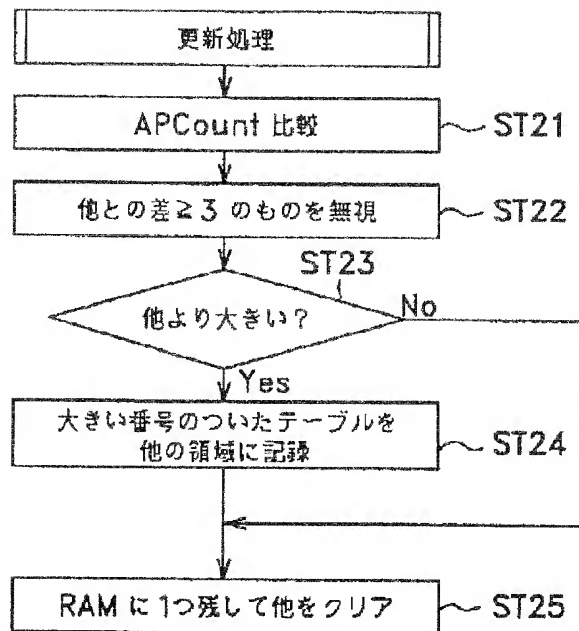 更新処理
APCount 比較
ST21
他との差≧3 のものを無視
ST22
ST23
他より大きい？
No
Yes
大きい番号のついたテーブルを
他の領域に記録
ST24
RAM に 1つ残して他をクリア
ST25